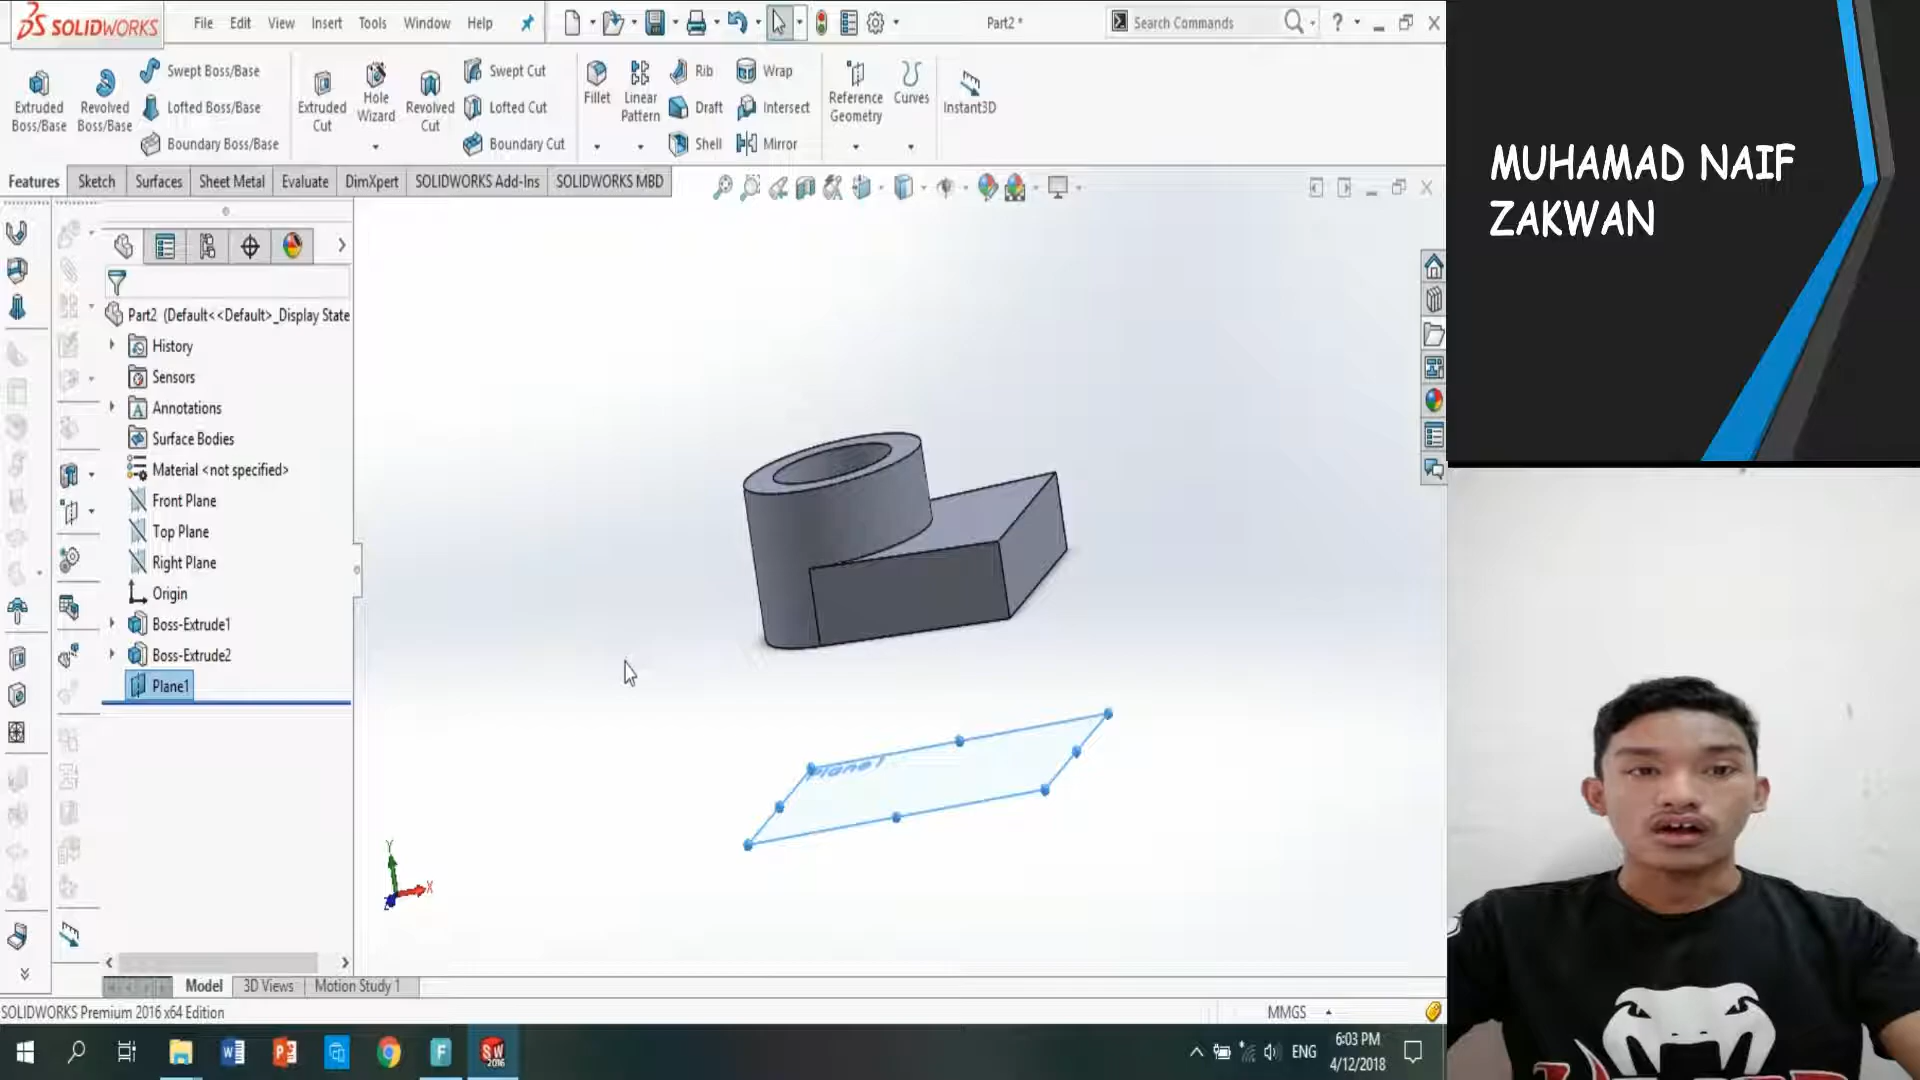 SOLIDWORKS File Edit View Insert Tools Window Help Part2 * Search Commands ?
Extruded Boss/Base
Revolved Boss/Base
Swept Boss/Base
Lofted Boss/Base
Boundary Boss/Base
Extruded Cut
Hole Wizard
Revolved Cut
Swept Cut
Lofted Cut
Boundary Cut
Fillet
Linear Pattern
Rib
Draft
Shell
Wrap
Intersect
Mirror
Reference Geometry
Curves
Instant3D
Features Sketch Surfaces Sheet Metal Evaluate DimXpert SOLIDWORKS Add-Ins SOLIDWORKS MBD
Part2 (Default<<Default>_Display State
History
Sensors
Annotations
Surface Bodies
Material <not specified>
Front Plane
Top Plane
Right Plane
Origin
Boss-Extrude1
Boss-Extrude2
Plane1
Plane1
Y
X
Z
Model 3D Views Motion Study 1
SOLIDWORKS Premium 2016 x64 Edition MMGS
ENG 6:03 PM
4/12/2018
MUHAMAD NAIF
ZAKWAN